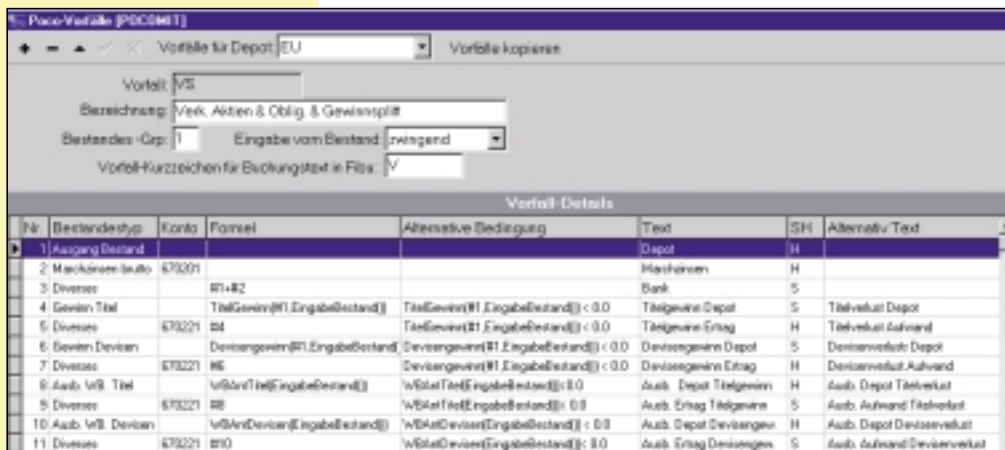 Poco-Vorfälle [POCOMIT]
Vorfälle für Depot: EU Vorfälle kopieren
Vorfall: VS
Bezeichnung: Verk. Aktien & Oblig. & Gewinnsplitt
Bestandes-Grp: 1 Eingabe vom Bestand: zwingend
Vorfall-Kurzzeichen für Buchungstext in Fibu: V
Vorfall-Details
Nr. Bestandestyp Konto Formel Alternative Bedingung Text SH Alternativ Text
1 Ausgang Bestand Depot H
2 Marchzinsen brutto 670201 Marchzinsen H
3 Diverses #1+#2 Bank S
4 Gewinn Titel TitelGewinn(#1,EingabeBestand()) TitelGewinn(#1,EingabeBestand()) < 0.0 Titelgewinn Depot S Titelverlust Depot
5 Diverses 670221 #4 TitelGewinn(#1,EingabeBestand()) < 0.0 Titelgewinn Ertrag H Titelverlust Aufwand
6 Gewinn Devisen Devisengewinn(#1,EingabeBestand( Devisengewinn(#1,EingabeBestand()) < 0.0 Devisengewinn Depot S Devisenverlustr Depot
7 Diverses 670221 #6 Devisengewinn(#1,EingabeBestand()) < 0.0 Devisengewinn Ertrag H Devisenverlust Aufwand
8 Ausb. WB. Titel WBAntTitel(EingabeBestand()) WBAntTitel(EingabeBestand())< 0.0 Ausb. Depot Titelgewinn H Ausb. Depot Titelverlust
9 Diverses 670221 #8 WBAntTitel(EingabeBestand())< 0.0 Ausb. Ertrag Titelgewinn S Ausb. Aufwand Titelverlust
10 Ausb. WB. Devisen WBAntDevisen(EingabeBestand()) WBAntDevisen(EingabeBestand()) < 0.0 Ausb. Depot Devisengew. H Ausb. Depot Devisenverlust
11 Diverses 670221 #10 WBAntDevisen(EingabeBestand())< 0.0 Ausb. Ertrag Devisengew. S Ausb. Aufwand Devisenverlust